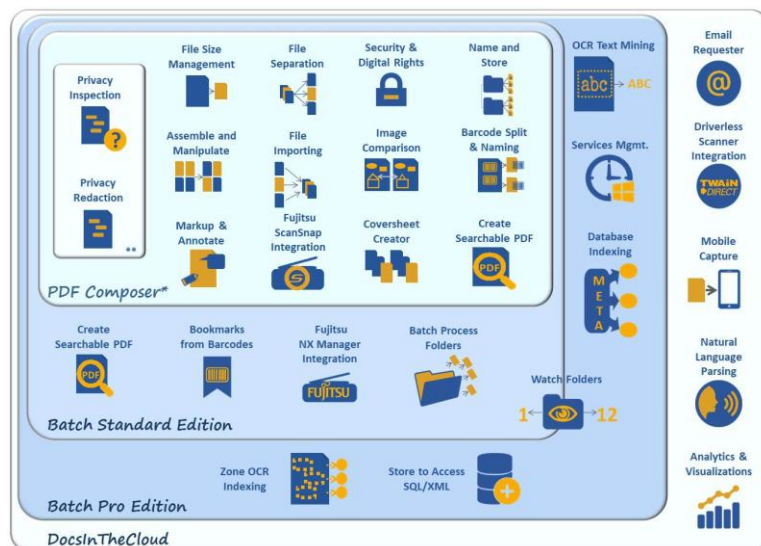 Privacy
Inspection
?
Privacy
Redaction
**
File Size
Management
File
Separation
Security &
Digital Rights
Name and
Store
Assemble and
Manipulate
File
Importing
Image
Comparison
Barcode Split
& Naming
Markup &
Annotate
Fujitsu
ScanSnap
Integration
S
Coversheet
Creator
Create
Searchable PDF
PDF
PDF Composer*
Create
Searchable PDF
PDF
Bookmarks
from Barcodes
Fujitsu
NX Manager
Integration
FUJITSU
Batch Process
Folders
Watch Folders
1
12
Batch Standard Edition
OCR Text Mining
abc
ABC
Services Mgmt.
Database
Indexing
META
Zone OCR
Indexing
Store to Access
SQL/XML
Batch Pro Edition
Email
Requester
@
Driverless
Scanner
Integration
TWAIN
DIRECT
Mobile
Capture
Natural
Language
Parsing
Analytics &
Visualizations
DocsInTheCloud